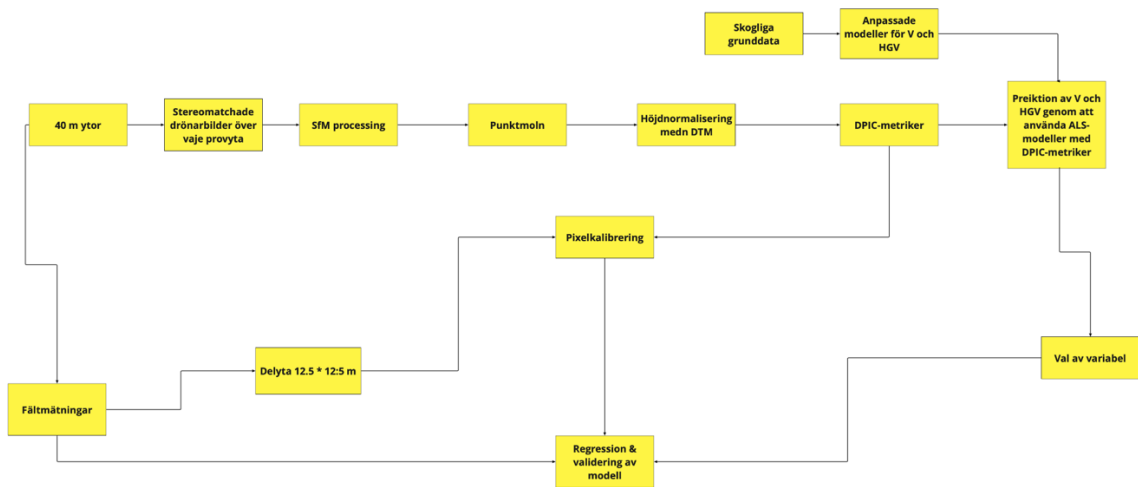 Skogliga
grunddata
Anpassade
modeller för V och
HGV
40 m ytor
Stereomatchade
drönarbilder över
vaje provyta
SfM processing
Punktmoln
Höjdnormalisering
medn DTM
DPIC-metriker
Preiktion av V och
HGV genom att
använda ALS-
modeller med
DPIC-metriker
Pixelkalibrering
Delyta 12.5 * 12:5 m
Val av variabel
Fältmätningar
Regression &
validering av
modell